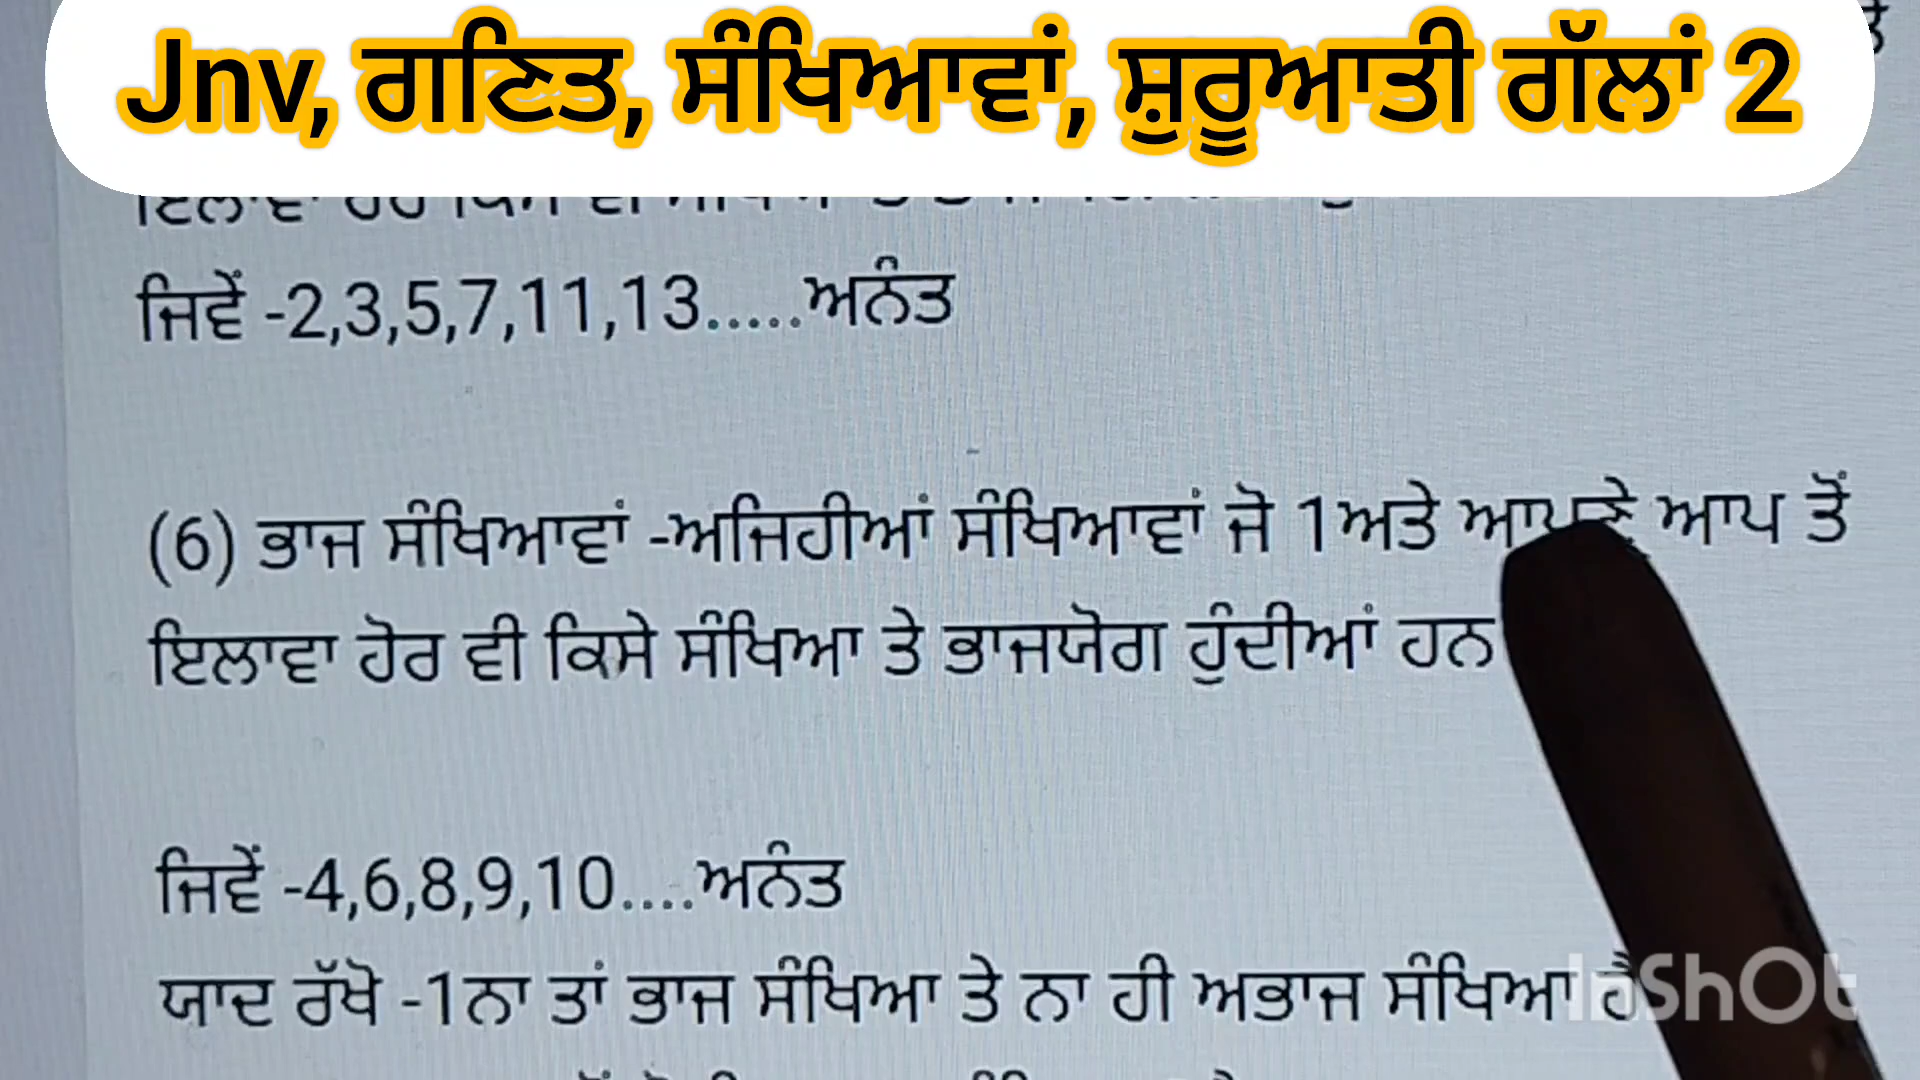 Jnv, ਗਣਿਤ, ਸੰਖਿਆਵਾਂ, ਸ਼ੁਰੂਆਤੀ ਗੱਲਾਂ 2
ਜਿਵੇਂ -2,3,5,7,11,13.....ਅਨੰਤ
(6) ਭਾਜ ਸੰਖਿਆਵਾਂ -ਅਜਿਹੀਆਂ ਸੰਖਿਆਵਾਂ ਜੋ 1ਅਤੇ ਆਪਣੇ ਆਪ ਤੋਂ
ਇਲਾਵਾ ਹੋਰ ਵੀ ਕਿਸੇ ਸੰਖਿਆ ਤੇ ਭਾਜਯੋਗ ਹੁੰਦੀਆਂ ਹਨ
ਜਿਵੇਂ -4,6,8,9,10....ਅਨੰਤ
ਯਾਦ ਰੱਖੋ -1ਨਾ ਤਾਂ ਭਾਜ ਸੰਖਿਆ ਤੇ ਨਾ ਹੀ ਅਭਾਜ ਸੰਖਿਆ ਹੈ
InShOt